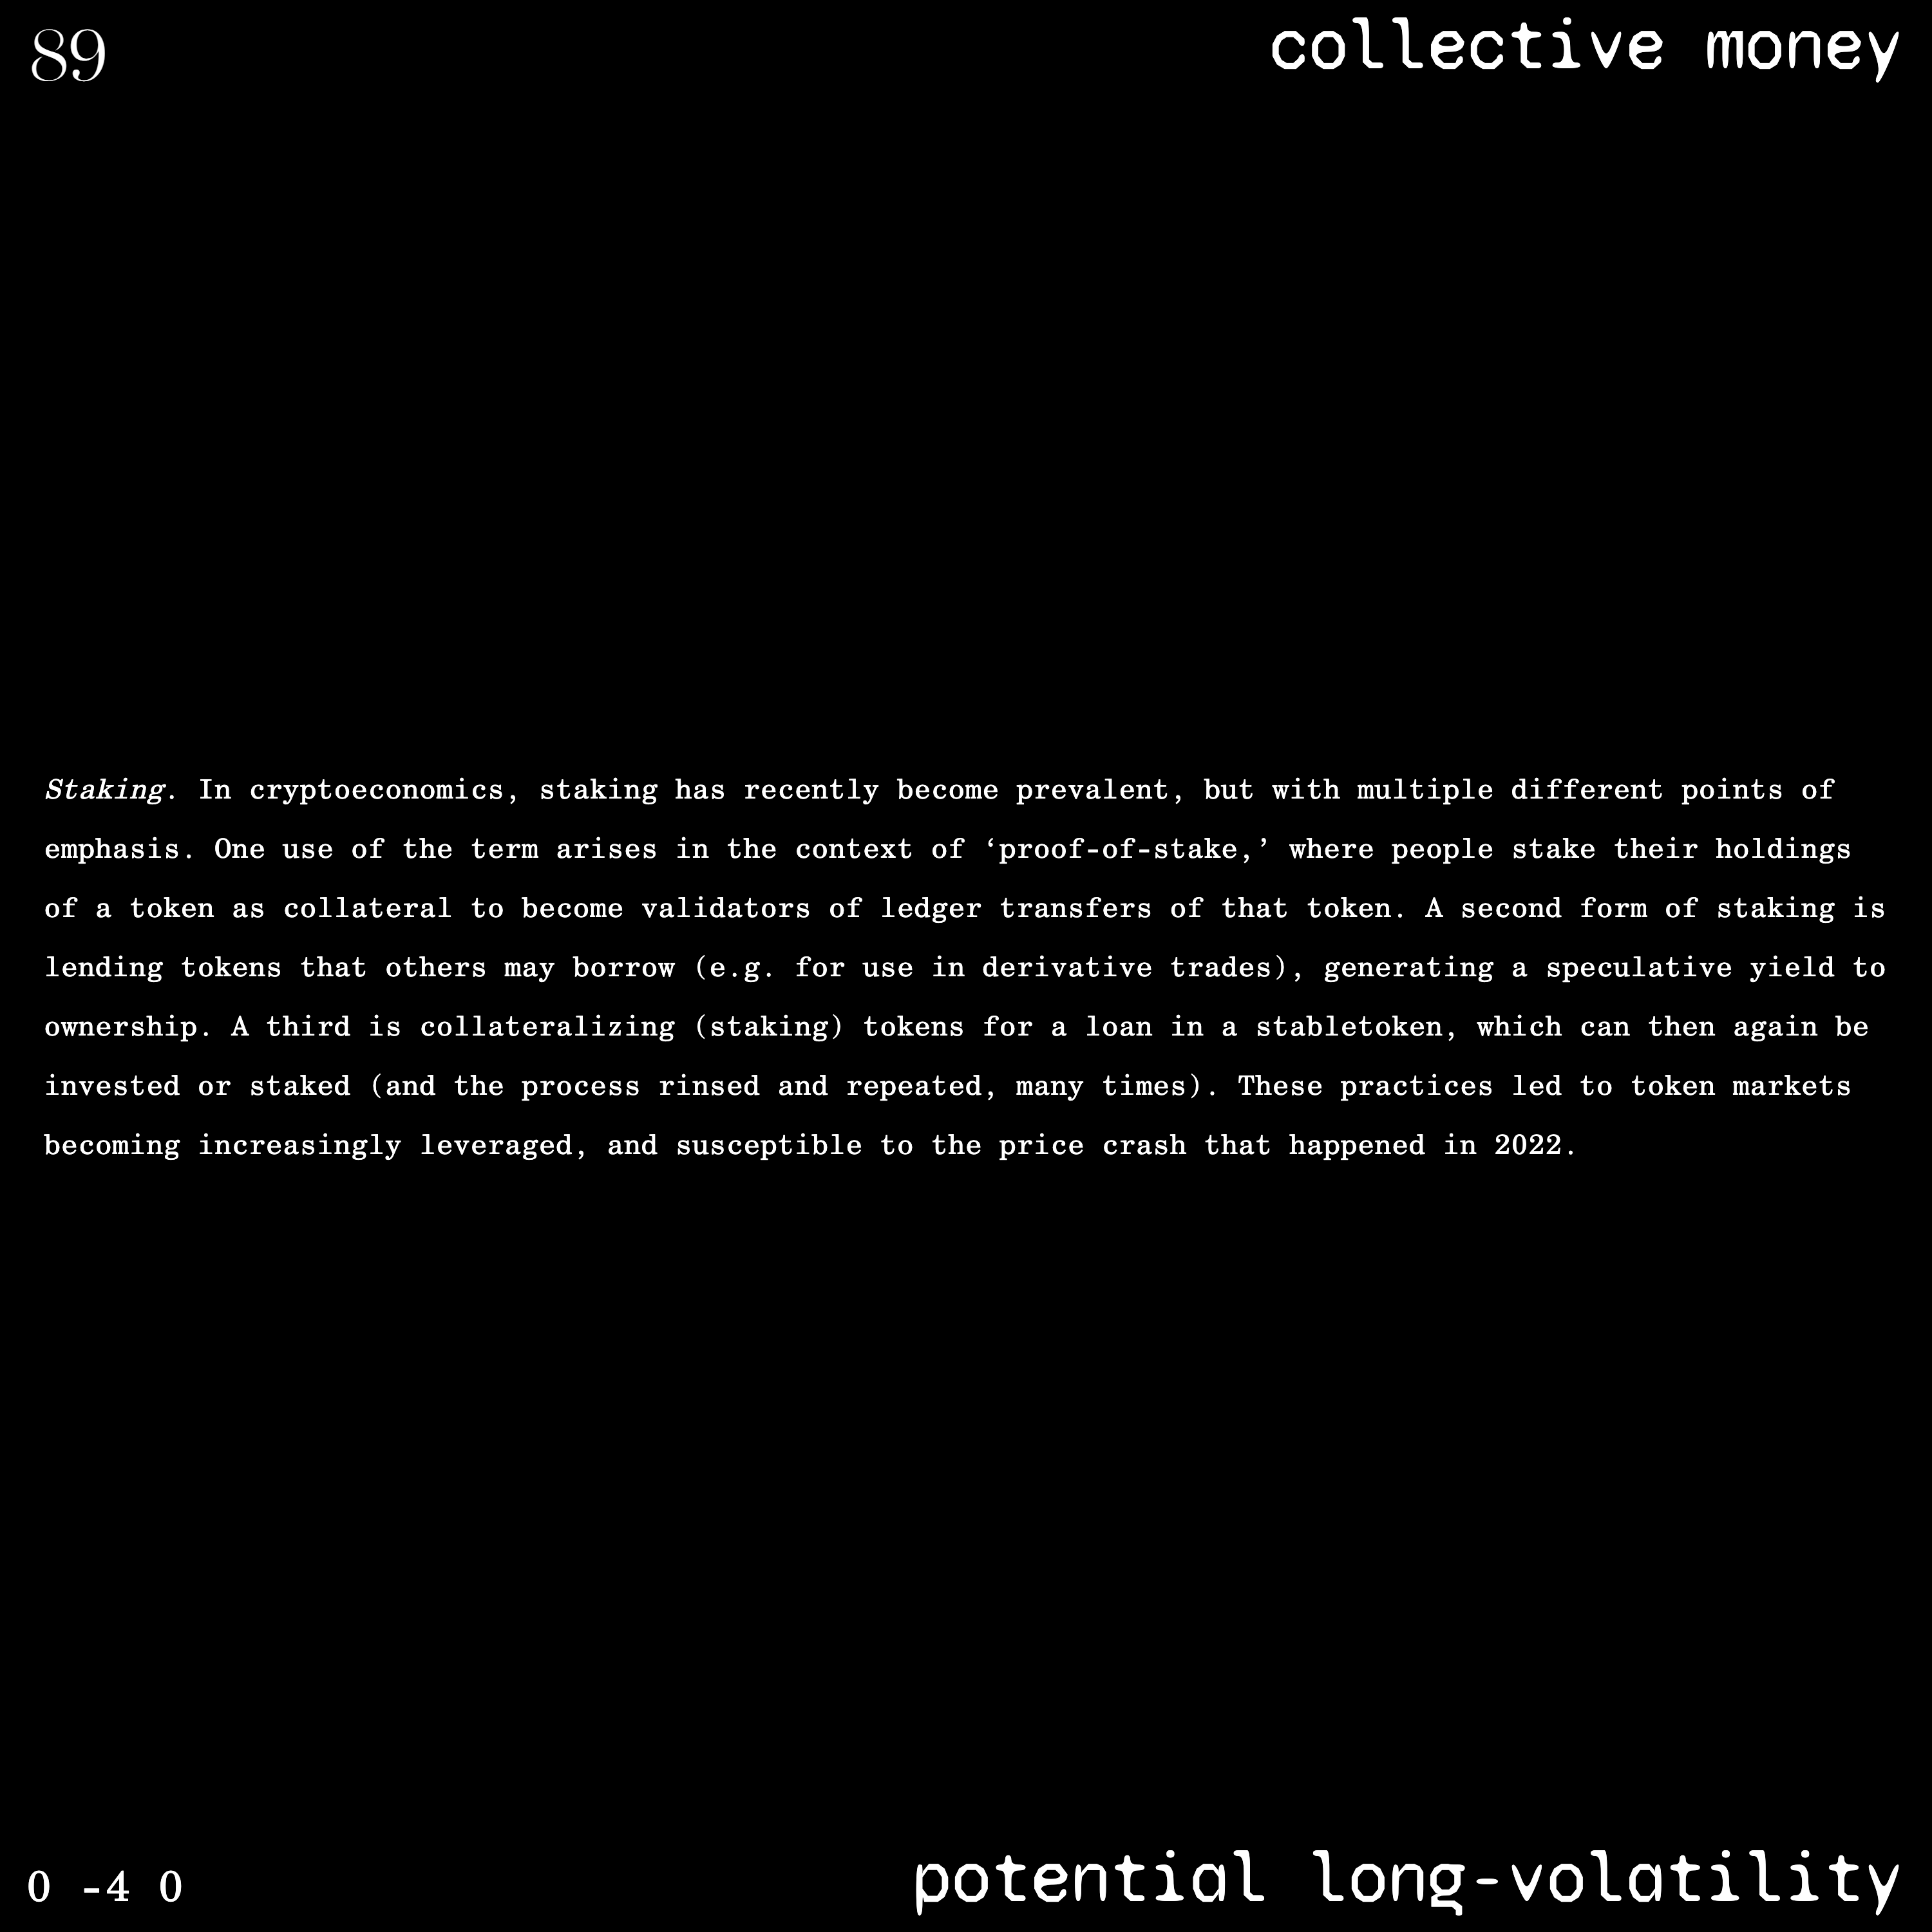 89
collective money
Staking. In cryptoeconomics, staking has recently become prevalent, but with multiple different points of
emphasis. One use of the term arises in the context of ‘proof-of-stake,’ where people stake their holdings
of a token as collateral to become validators of ledger transfers of that token. A second form of staking is
lending tokens that others may borrow (e.g. for use in derivative trades), generating a speculative yield to
ownership. A third is collateralizing (staking) tokens for a loan in a stabletoken, which can then again be
invested or staked (and the process rinsed and repeated, many times). These practices led to token markets
becoming increasingly leveraged, and susceptible to the price crash that happened in 2022.
0 -4 0
potential long-volatility